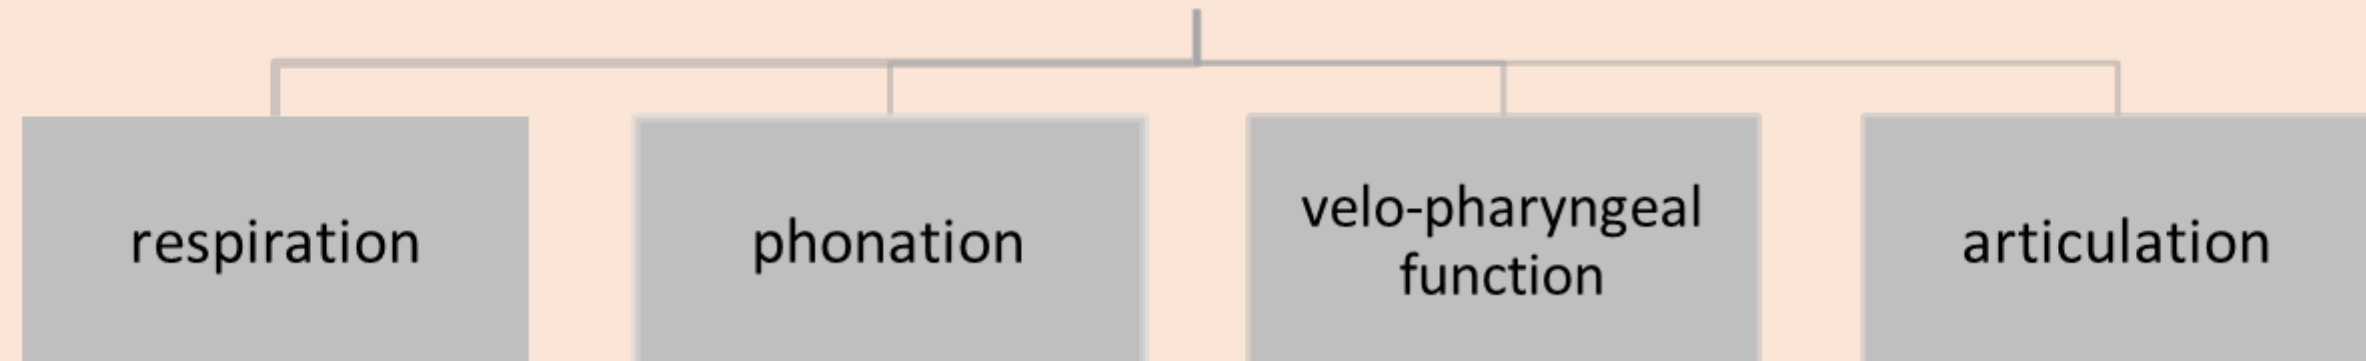 respiration
phonation
velo-pharyngeal
function
articulation